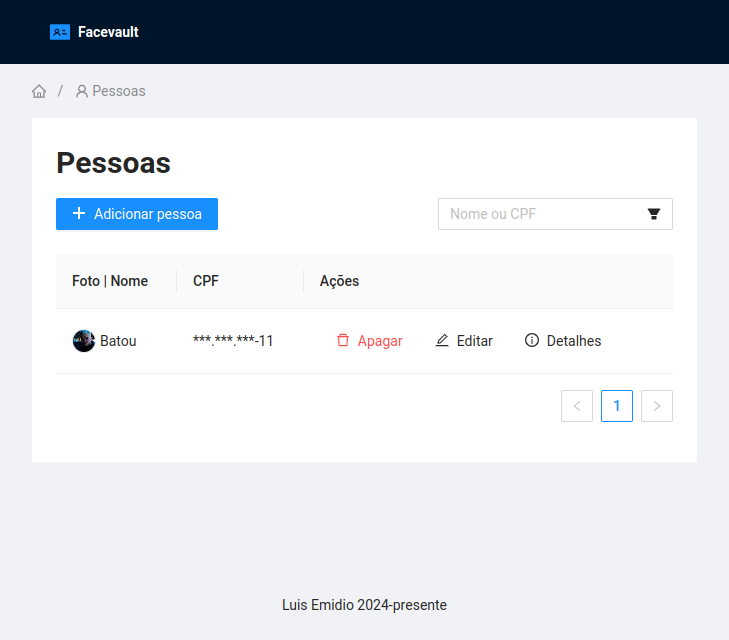 Facevault
/ Pessoas
Pessoas
Adicionar pessoa
Nome ou CPF
Foto | Nome CPF Ações
Batou ***.***.***-11 Apagar Editar Detalhes
< 1 >
Luis Emidio 2024-presente